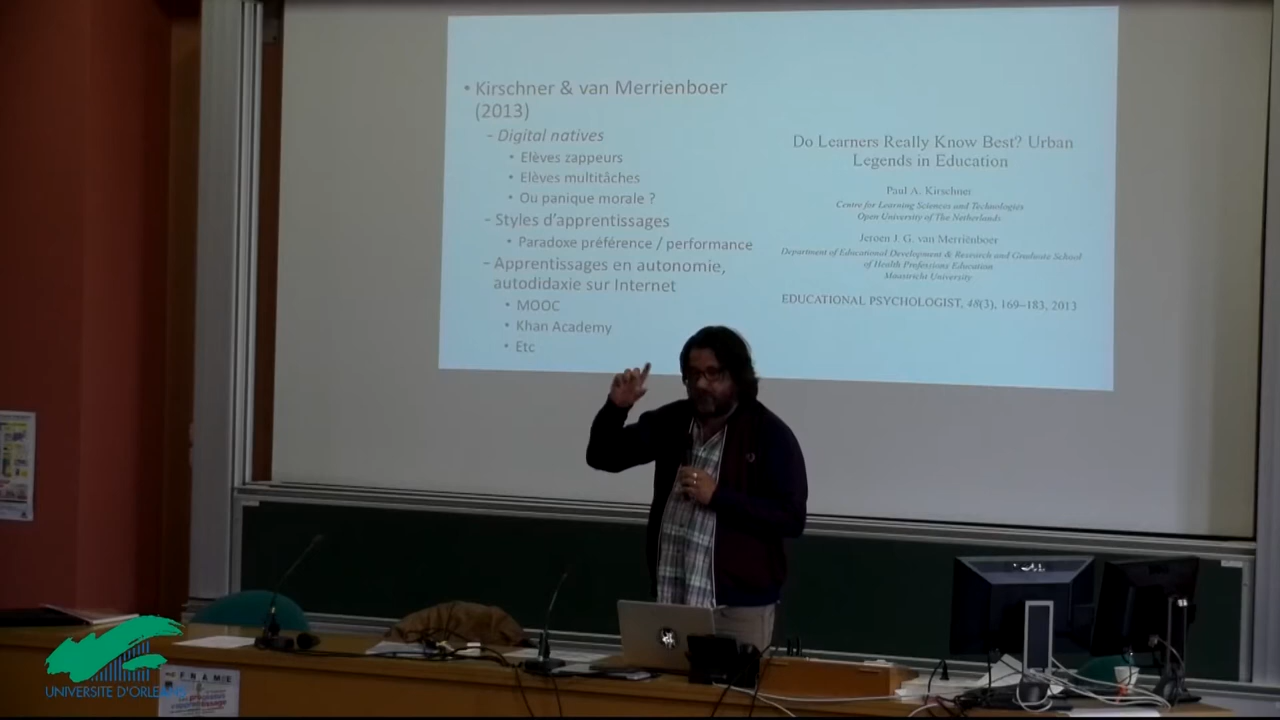 • Kirschner & van Merrienboer
(2013)
– Digital natives
• Elèves zappeurs
• Elèves multitâches
• Ou panique morale ?
– Styles d'apprentissages
• Paradoxe préférence / performance
– Apprentissages en autonomie,
autodidaxie sur Internet
• MOOC
• Khan Academy
• Etc
Do Learners Really Know Best? Urban
Legends in Education
Paul A. Kirschner
Centre for Learning Sciences and Technologies
Open University of The Netherlands
Jeroen J. G. van Merriënboer
Department of Educational Development & Research and Graduate School
of Health Professions Education
Maastricht University
EDUCATIONAL PSYCHOLOGIST, 48(3), 169–183, 2013
UNIVERSITE D'ORLEANS
FNAME
apprentissage